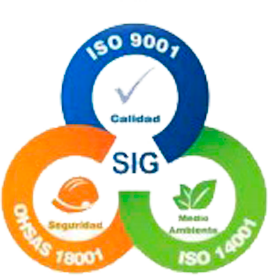 ISO 9001
Calidad
SIG
Seguridad
OHSAS 18001
Medio
Ambiente
ISO 14001